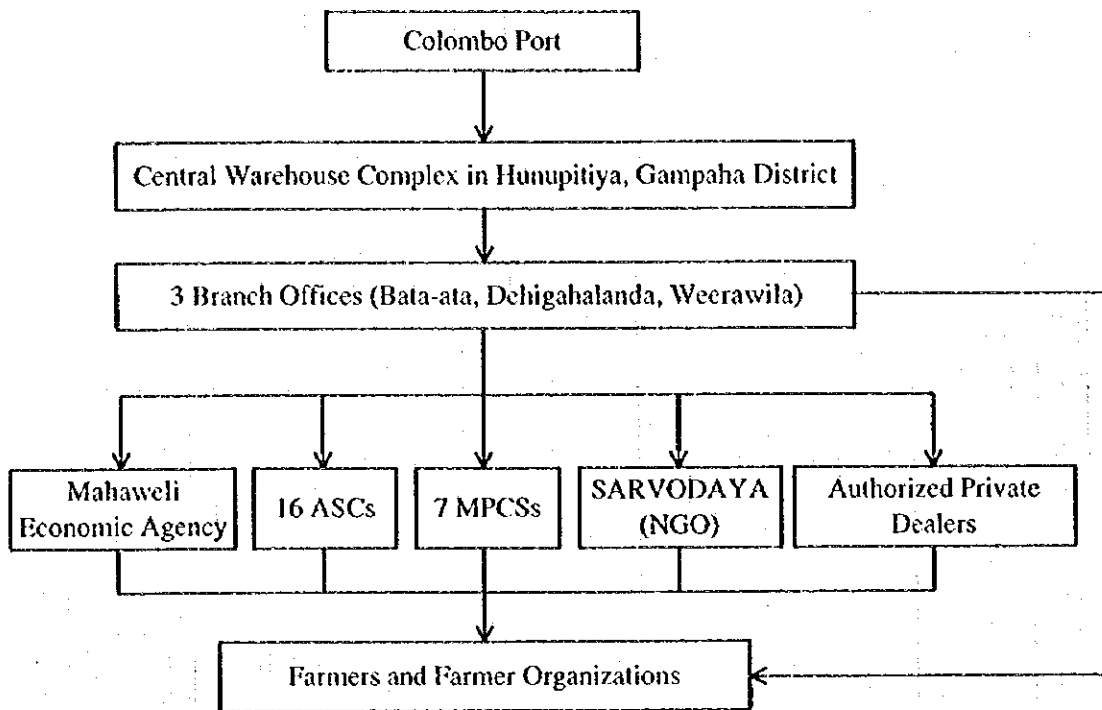 Colombo Port
Central Warehouse Complex in Hunupitiya, Gampaha District
3 Branch Offices (Bata-ata, Dehigahalanda, Weerawila)
Mahaweli
Economic Agency
16 ASCs
7 MPCSs
SARVODAYA
(NGO)
Authorized Private
Dealers
Farmers and Farmer Organizations